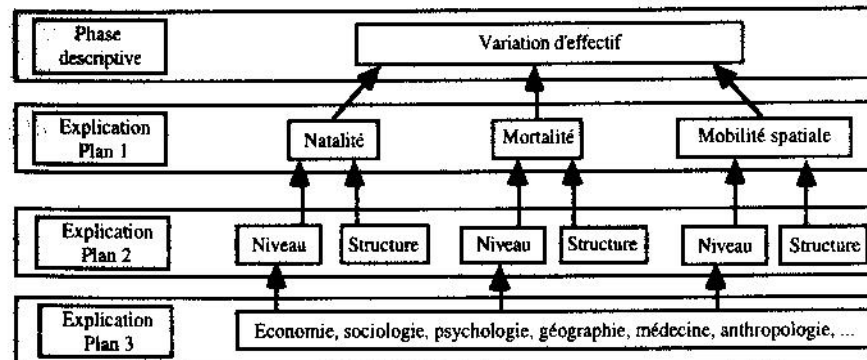 Phase
descriptive
Variation d'effectif
Explication
Plan 1
Natalité
Mortalité
Mobilité spatiale
Explication
Plan 2
Niveau
Structure
Niveau
Structure
Niveau
Structure
Explication
Plan 3
Economie, sociologie, psychologie, géographie, médecine, anthropologie, ...